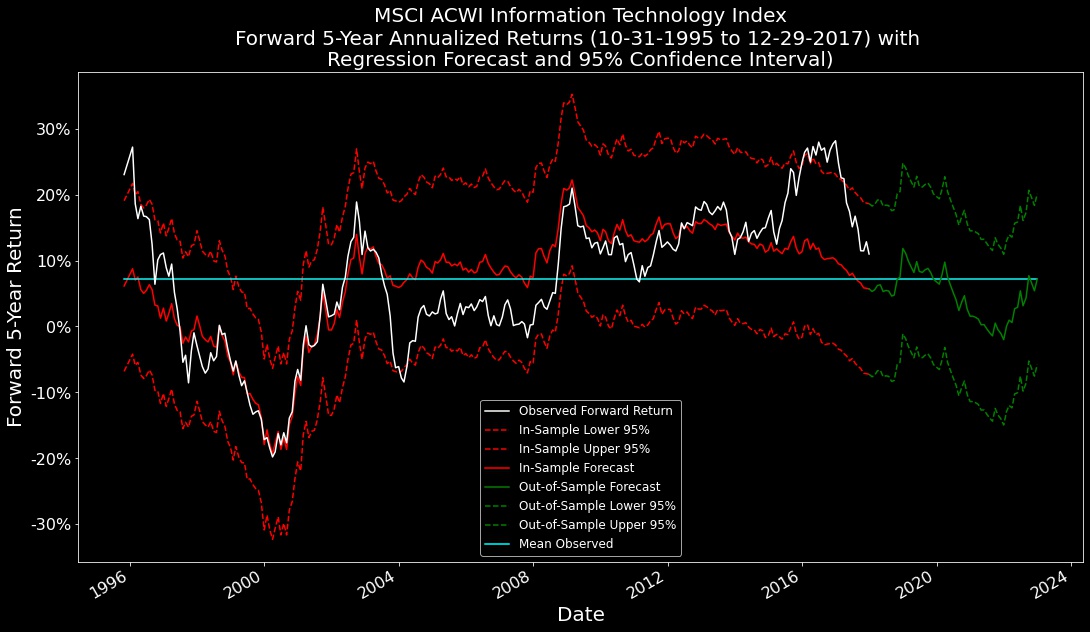 MSCI ACWI Information Technology Index
Forward 5-Year Annualized Returns (10-31-1995 to 12-29-2017) with
Regression Forecast and 95% Confidence Interval)
Forward 5-Year Return
30%
20%
10%
0%
-10%
-20%
-30%
Observed Forward Return
In-Sample Lower 95%
In-Sample Upper 95%
In-Sample Forecast
Out-of-Sample Forecast
Out-of-Sample Lower 95%
Out-of-Sample Upper 95%
Mean Observed
1996
2000
2004
2008
2012
2016
2020
2024
Date